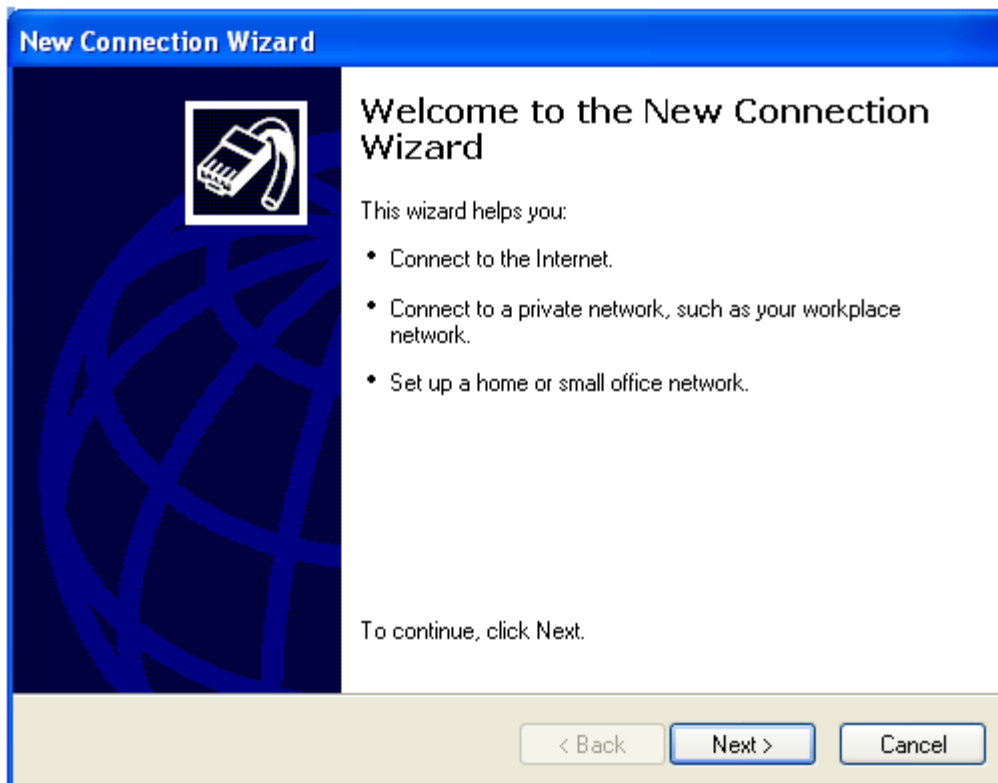 New Connection Wizard
Welcome to the New Connection
Wizard
This wizard helps you:
• Connect to the Internet.
• Connect to a private network, such as your workplace
network.
• Set up a home or small office network.
To continue, click Next.
< Back Next > Cancel